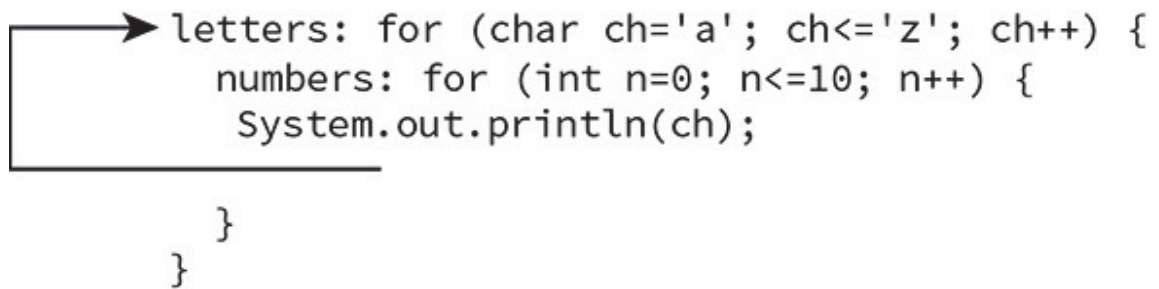 letters: for (char ch='a'; ch<='z'; ch++) {
numbers: for (int n=0; n<=10; n++) {
System.out.println(ch);
}
}